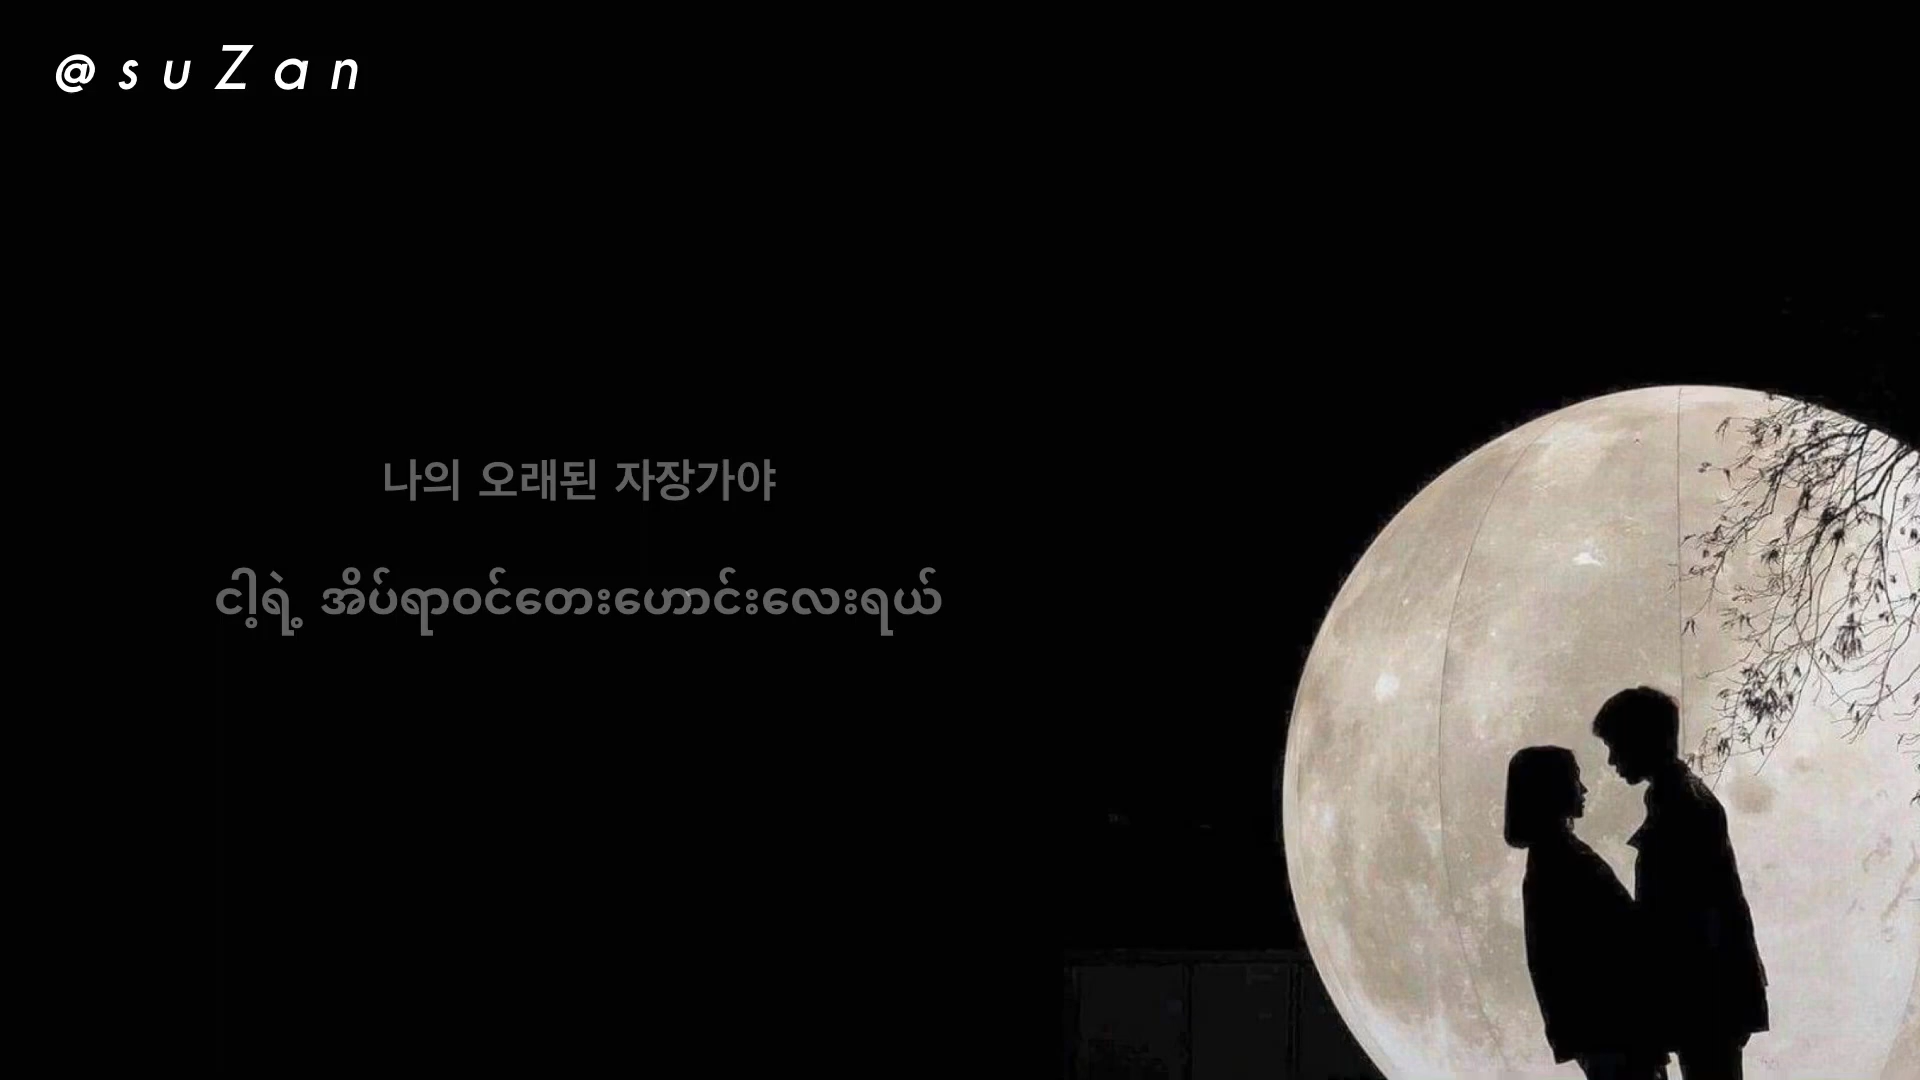 @suZan
나의 오래된 자장가야
ငါ့ရဲ့ အိပ်ရာဝင်တေးဟောင်းလေးရယ်